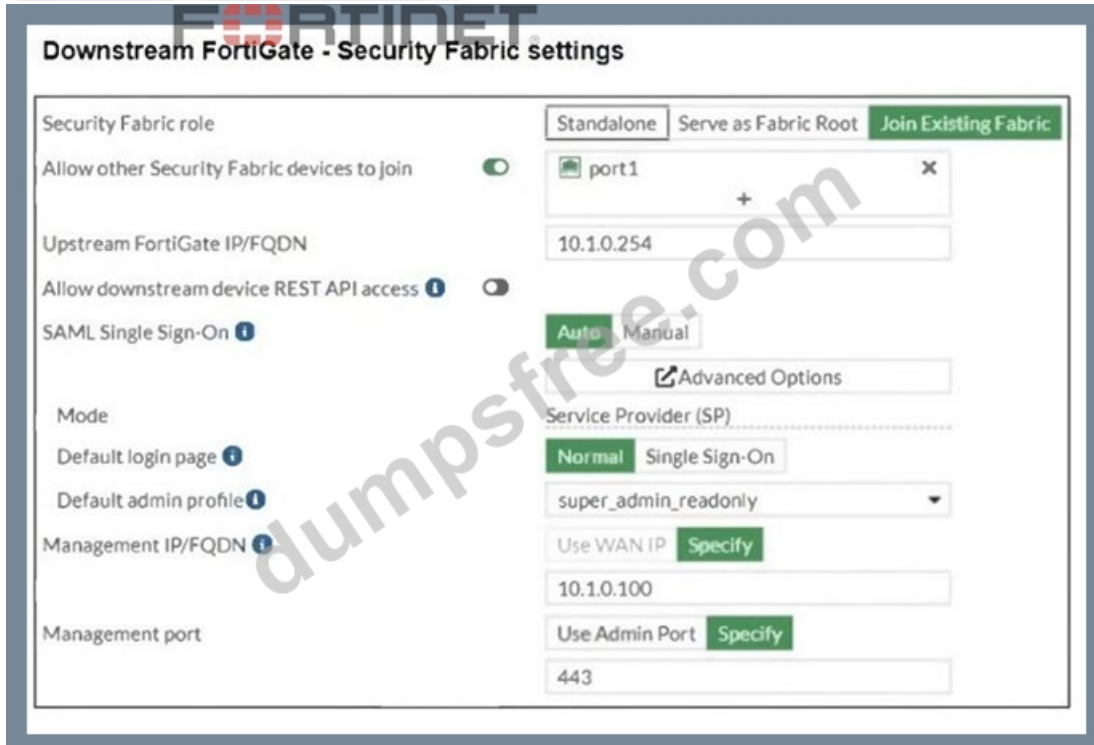 FORTINET
Downstream FortiGate - Security Fabric settings
Security Fabric role Standalone Serve as Fabric Root Join Existing Fabric
Allow other Security Fabric devices to join port1 ×
+
Upstream FortiGate IP/FQDN 10.1.0.254
Allow downstream device REST API access
SAML Single Sign-On Auto Manual
Advanced Options
Mode Service Provider (SP)
Default login page Normal Single Sign-On
Default admin profile super_admin_readonly
Management IP/FQDN Use WAN IP Specify
10.1.0.100
Management port Use Admin Port Specify
443
dumpsfree.com